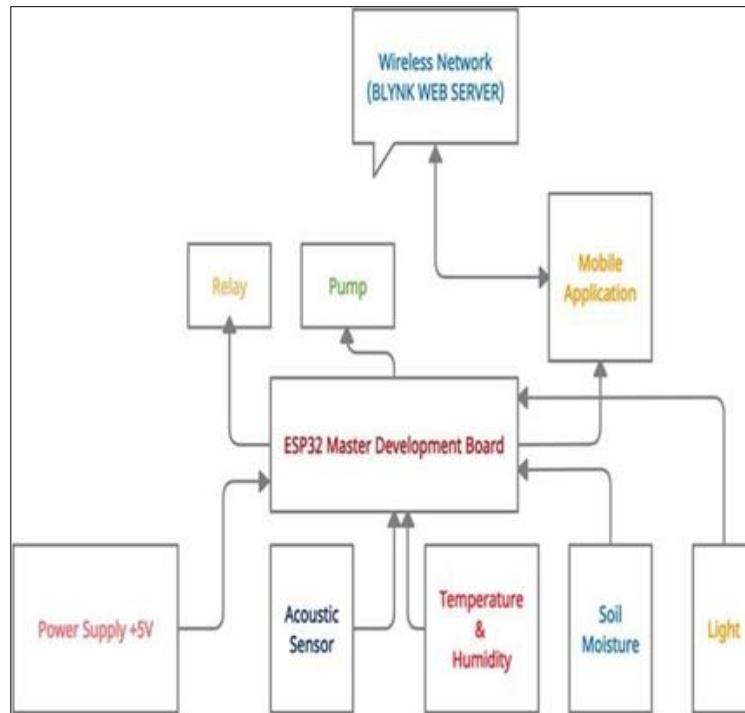 Wireless Network
(BLYNK WEB SERVER)
Mobile
Application
Relay
Pump
ESP32 Master Development Board
Power Supply +5V
Acoustic
Sensor
Temperature
&
Humidity
Soil
Moisture
Light